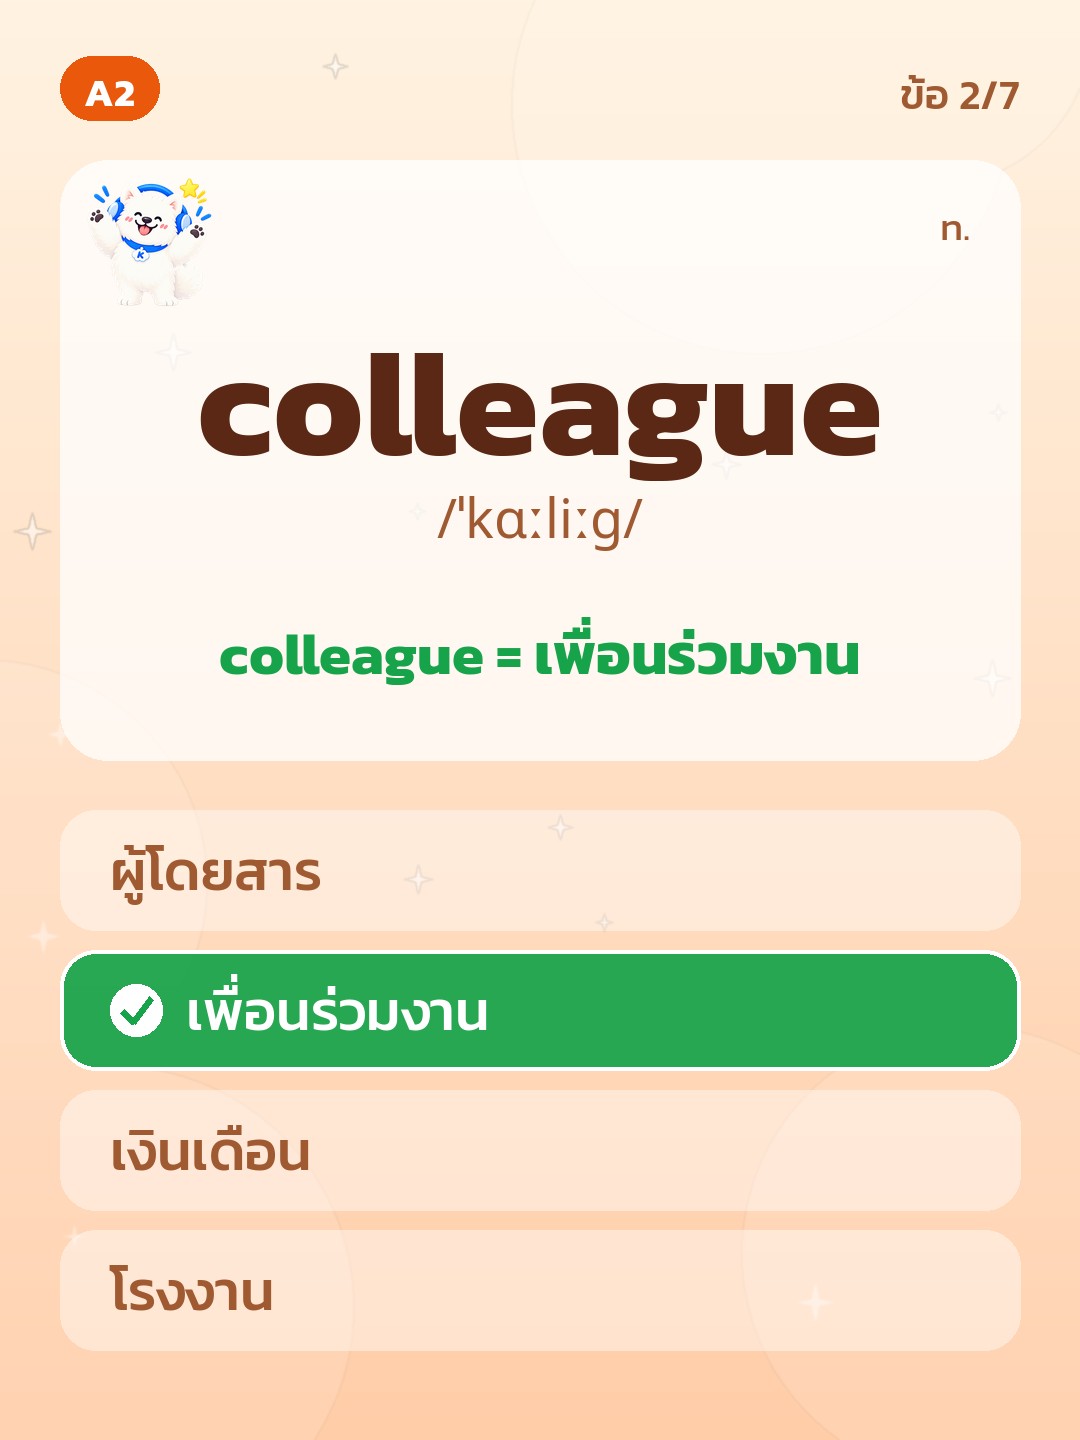 A2
ข้อ 2/7
n.
colleague
/ˈkɑːliːɡ/
colleague = เพื่อนร่วมงาน
ผู้โดยสาร
เพื่อนร่วมงาน
เงินเดือน
โรงงาน